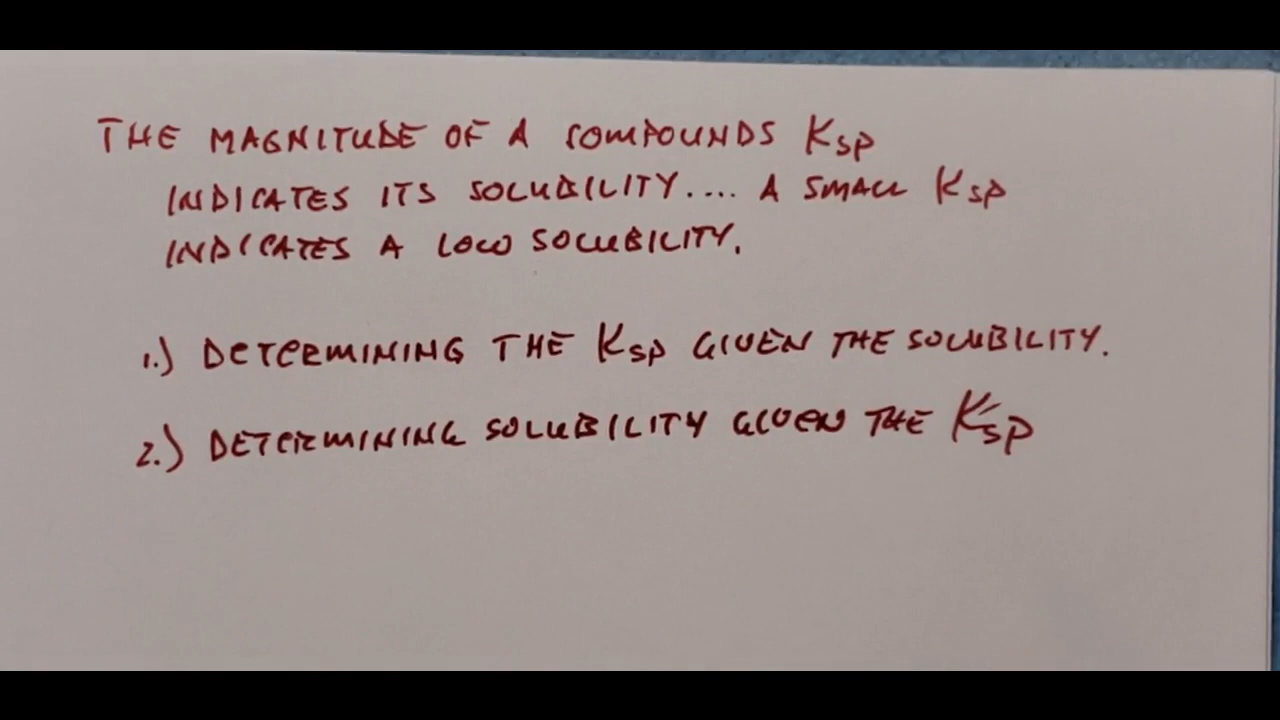 THE MAGNITUDE OF A COMPOUNDS Ksp
INDICATES ITS SOLUBILITY.... A SMALL Ksp
INDICATES A LOW SOLUBILITY.
1.) DETERMINING THE Ksp GIVEN THE SOLUBILITY.
2.) DETERMINING SOLUBILITY GIVEN THE Ksp